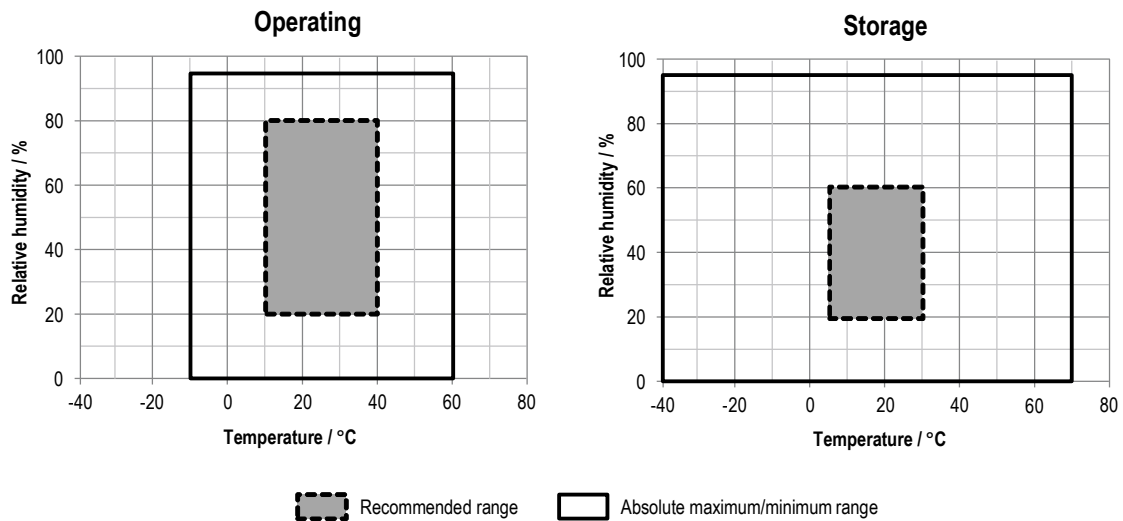 Operating
100
80
60
40
20
0
Relative humidity / %
-40 -20 0 20 40 60 80
Temperature / °C
Storage
100
80
60
40
20
0
Relative humidity / %
-40 -20 0 20 40 60 80
Temperature / °C
Recommended range
Absolute maximum/minimum range